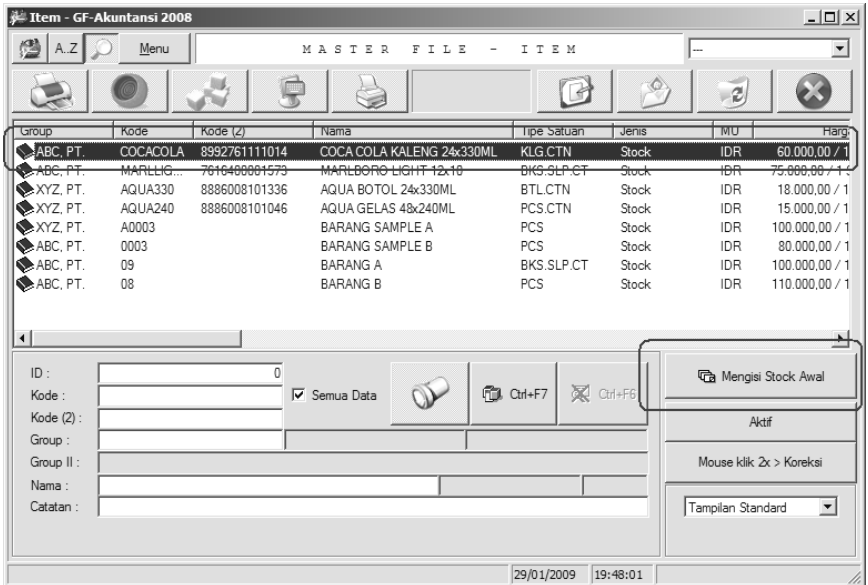 Item - GF-Akuntansi 2008
A..Z Menu MASTER FILE - ITEM ---
Group Kode Kode (2) Nama Tipe Satuan Jenis MU Harga
ABC, PT. COCACOLA 8992761111014 COCA COLA KALENG 24x330ML KLG.CTN Stock IDR 60.000,00 / 1
ABC, PT. MARLLIG... 7616400001573 MARLBORO LIGHT 12x10 BKS.SLP.CT Stock IDR 75.000,00 / 1
XYZ, PT. AQUA330 8886008101336 AQUA BOTOL 24x330ML BTL.CTN Stock IDR 18.000,00 / 1
XYZ, PT. AQUA240 8886008101046 AQUA GELAS 48x240ML PCS.CTN Stock IDR 15.000,00 / 1
XYZ, PT. A0003 BARANG SAMPLE A PCS Stock IDR 100.000,00 / 1
ABC, PT. 0003 BARANG SAMPLE B PCS Stock IDR 80.000,00 / 1
ABC, PT. 09 BARANG A BKS.SLP.CT Stock IDR 100.000,00 / 1
ABC, PT. 08 BARANG B PCS Stock IDR 110.000,00 / 1
ID : 0
Kode :
Kode (2) :
Group :
Group II :
Nama :
Catatan :
Semua Data Ctrl+F7 Ctrl+F6
Mengisi Stock Awal
Aktif
Mouse klik 2x > Koreksi
Tampilan Standard
29/01/2009 19:48:01